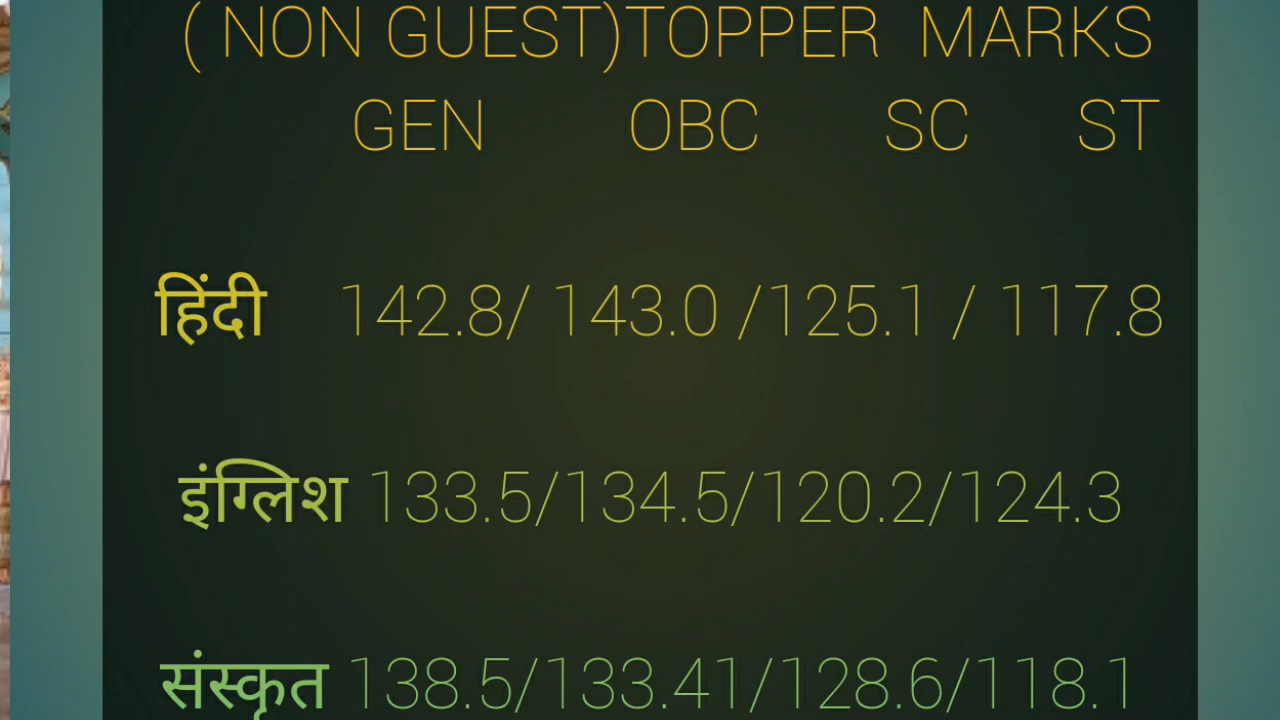 ( NON GUEST)TOPPER MARKS
GEN OBC SC ST
हिंदी 142.8/ 143.0 /125.1 / 117.8
इंग्लिश 133.5/134.5/120.2/124.3
संस्कृत 138.5/133.41/128.6/118.1